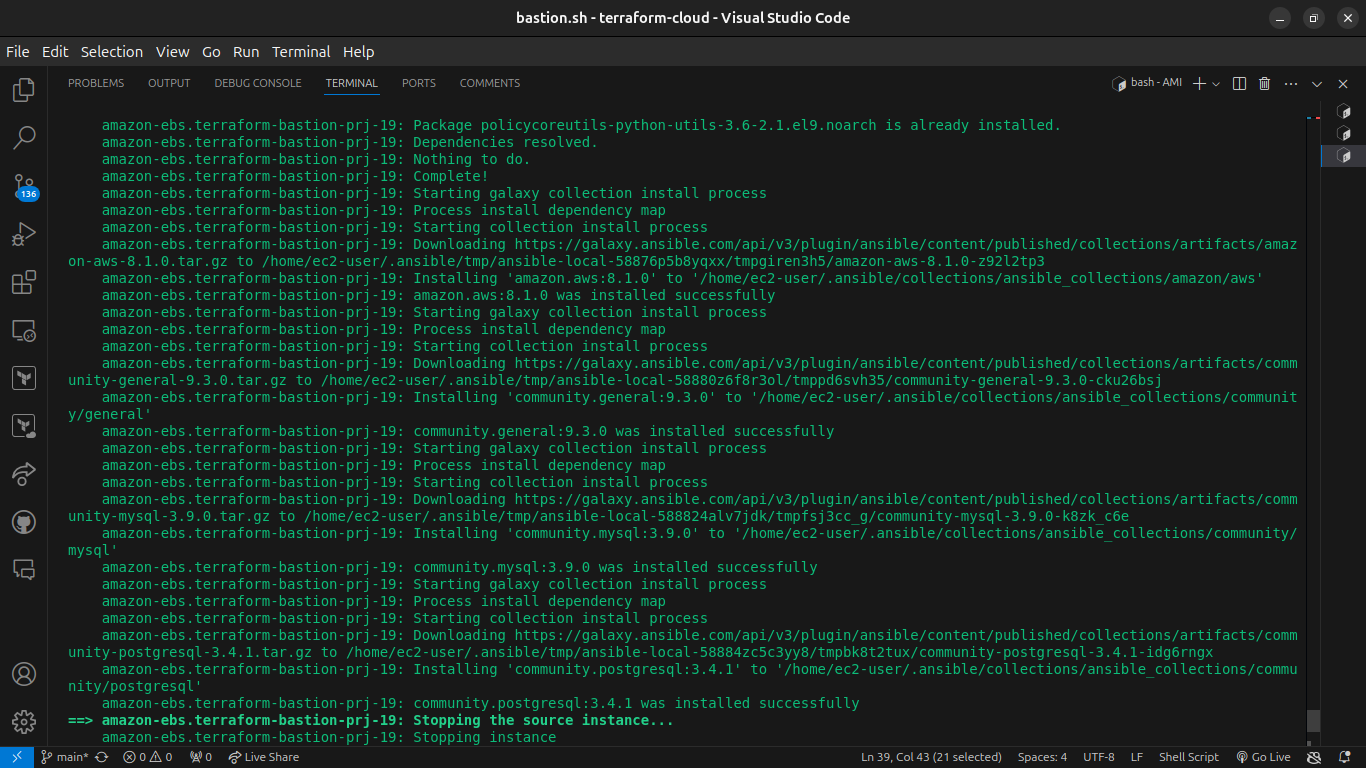 bastion.sh - terraform-cloud - Visual Studio Code
File Edit Selection View Go Run Terminal Help
PROBLEMS OUTPUT DEBUG CONSOLE TERMINAL PORTS COMMENTS bash - AMI
amazon-ebs.terraform-bastion-prj-19: Package policycoreutils-python-utils-3.6-2.1.el9.noarch is already installed.
amazon-ebs.terraform-bastion-prj-19: Dependencies resolved.
amazon-ebs.terraform-bastion-prj-19: Nothing to do.
amazon-ebs.terraform-bastion-prj-19: Complete!
amazon-ebs.terraform-bastion-prj-19: Starting galaxy collection install process
amazon-ebs.terraform-bastion-prj-19: Process install dependency map
amazon-ebs.terraform-bastion-prj-19: Starting collection install process
amazon-ebs.terraform-bastion-prj-19: Downloading https://galaxy.ansible.com/api/v3/plugin/ansible/content/published/collections/artifacts/amaz
on-aws-8.1.0.tar.gz to /home/ec2-user/.ansible/tmp/ansible-local-58876p5b8yqxx/tmpgiren3h5/amazon-aws-8.1.0-z92l2tp3
amazon-ebs.terraform-bastion-prj-19: Installing 'amazon.aws:8.1.0' to '/home/ec2-user/.ansible/collections/ansible_collections/amazon/aws'
amazon-ebs.terraform-bastion-prj-19: amazon.aws:8.1.0 was installed successfully
amazon-ebs.terraform-bastion-prj-19: Starting galaxy collection install process
amazon-ebs.terraform-bastion-prj-19: Process install dependency map
amazon-ebs.terraform-bastion-prj-19: Starting collection install process
amazon-ebs.terraform-bastion-prj-19: Downloading https://galaxy.ansible.com/api/v3/plugin/ansible/content/published/collections/artifacts/comm
unity-general-9.3.0.tar.gz to /home/ec2-user/.ansible/tmp/ansible-local-58880z6f8r3ol/tmppd6svh35/community-general-9.3.0-cku26bsj
amazon-ebs.terraform-bastion-prj-19: Installing 'community.general:9.3.0' to '/home/ec2-user/.ansible/collections/ansible_collections/communit
y/general'
amazon-ebs.terraform-bastion-prj-19: community.general:9.3.0 was installed successfully
amazon-ebs.terraform-bastion-prj-19: Starting galaxy collection install process
amazon-ebs.terraform-bastion-prj-19: Process install dependency map
amazon-ebs.terraform-bastion-prj-19: Starting collection install process
amazon-ebs.terraform-bastion-prj-19: Downloading https://galaxy.ansible.com/api/v3/plugin/ansible/content/published/collections/artifacts/comm
unity-mysql-3.9.0.tar.gz to /home/ec2-user/.ansible/tmp/ansible-local-588824alv7jdk/tmpfsj3cc_g/community-mysql-3.9.0-k8zk_c6e
amazon-ebs.terraform-bastion-prj-19: Installing 'community.mysql:3.9.0' to '/home/ec2-user/.ansible/collections/ansible_collections/community/
mysql'
amazon-ebs.terraform-bastion-prj-19: community.mysql:3.9.0 was installed successfully
amazon-ebs.terraform-bastion-prj-19: Starting galaxy collection install process
amazon-ebs.terraform-bastion-prj-19: Process install dependency map
amazon-ebs.terraform-bastion-prj-19: Starting collection install process
amazon-ebs.terraform-bastion-prj-19: Downloading https://galaxy.ansible.com/api/v3/plugin/ansible/content/published/collections/artifacts/comm
unity-postgresql-3.4.1.tar.gz to /home/ec2-user/.ansible/tmp/ansible-local-58884zc5c3yy8/tmpbk8t2tux/community-postgresql-3.4.1-idg6rngx
amazon-ebs.terraform-bastion-prj-19: Installing 'community.postgresql:3.4.1' to '/home/ec2-user/.ansible/collections/ansible_collections/commu
nity/postgresql'
amazon-ebs.terraform-bastion-prj-19: community.postgresql:3.4.1 was installed successfully
==> amazon-ebs.terraform-bastion-prj-19: Stopping the source instance...
amazon-ebs.terraform-bastion-prj-19: Stopping instance
136
main* 0 0 0 Live Share Ln 39, Col 43 (21 selected) Spaces: 4 UTF-8 LF Shell Script Go Live